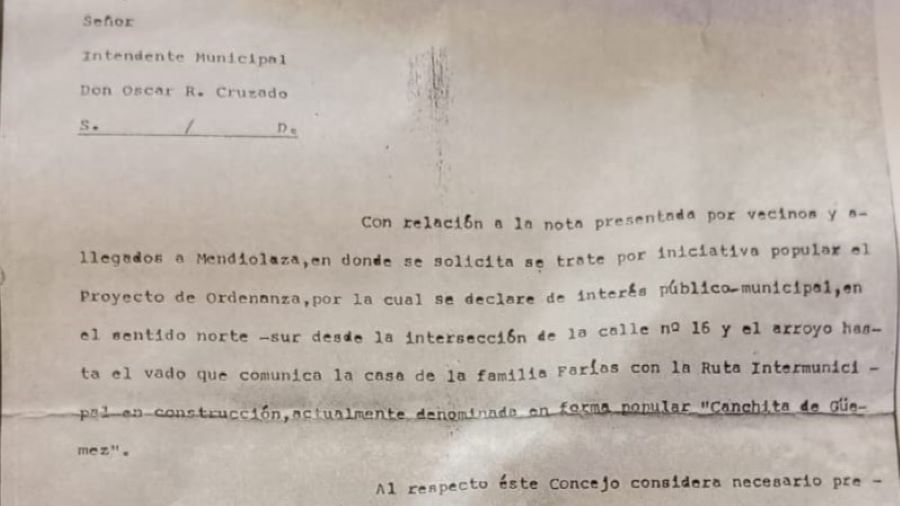 Señor
Intendente Municipal
Don Oscar R. Cruzado
S. / D.
Con relación a la nota presentada por vecinos y a-
llegados a Mendiolaza,en donde se solicita se trate por iniciativa popular el
Proyecto de Ordenanza,por la cual se declare de interés público-municipal,en
el sentido norte -sur desde la intersección de la calle nº 16 y el arroyo has-
ta el vado que comunica la casa de la familia Farías con la Ruta Intermunici -
pal en construcción,actualmente denominada en forma popular "Canchita de Güe-
mez".
Al respecto éste Concejo considera necesario pre -